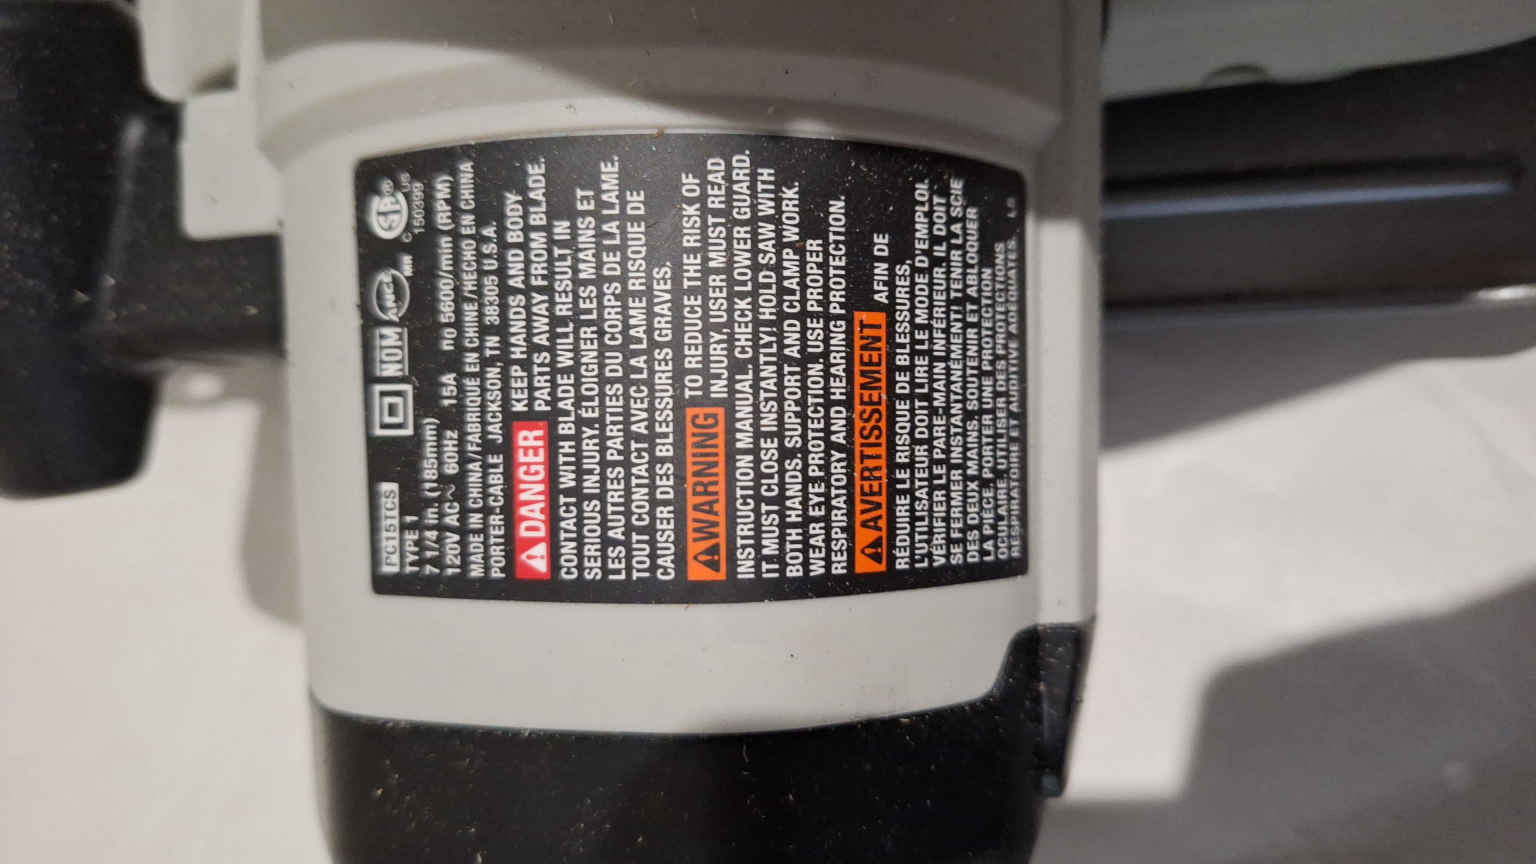 PC15TCS
TYPE 1
7 1/4 in. (185mm)
120V AC ~ 60Hz 15A no 5600/min (RPM)
MADE IN CHINA / FABRIQUÉ EN CHINE / HECHO EN CHINA
PORTER-CABLE JACKSON, TN 38305 U.S.A.
NOM
ANCE
C US
150399
DANGER KEEP HANDS AND BODY
PARTS AWAY FROM BLADE.
CONTACT WITH BLADE WILL RESULT IN
SERIOUS INJURY. ÉLOIGNER LES MAINS ET
LES AUTRES PARTIES DU CORPS DE LA LAME.
TOUT CONTACT AVEC LA LAME RISQUE DE
CAUSER DES BLESSURES GRAVES.
WARNING TO REDUCE THE RISK OF
INJURY, USER MUST READ
INSTRUCTION MANUAL. CHECK LOWER GUARD.
IT MUST CLOSE INSTANTLY! HOLD SAW WITH
BOTH HANDS. SUPPORT AND CLAMP WORK.
WEAR EYE PROTECTION. USE PROPER
RESPIRATORY AND HEARING PROTECTION.
AVERTISSEMENT AFIN DE
RÉDUIRE LE RISQUE DE BLESSURES,
L'UTILISATEUR DOIT LIRE LE MODE D'EMPLOI.
VÉRIFIER LE PARE-MAIN INFÉRIEUR, IL DOIT
SE FERMER INSTANTANÉMENT! TENIR LA SCIE
DES DEUX MAINS. SOUTENIR ET ABLOQUER
LA PIÈCE. PORTER UNE PROTECTION
OCULAIRE. UTILISER DES PROTECTIONS
RESPIRATOIRE ET AUDITIVE ADÉQUATES.